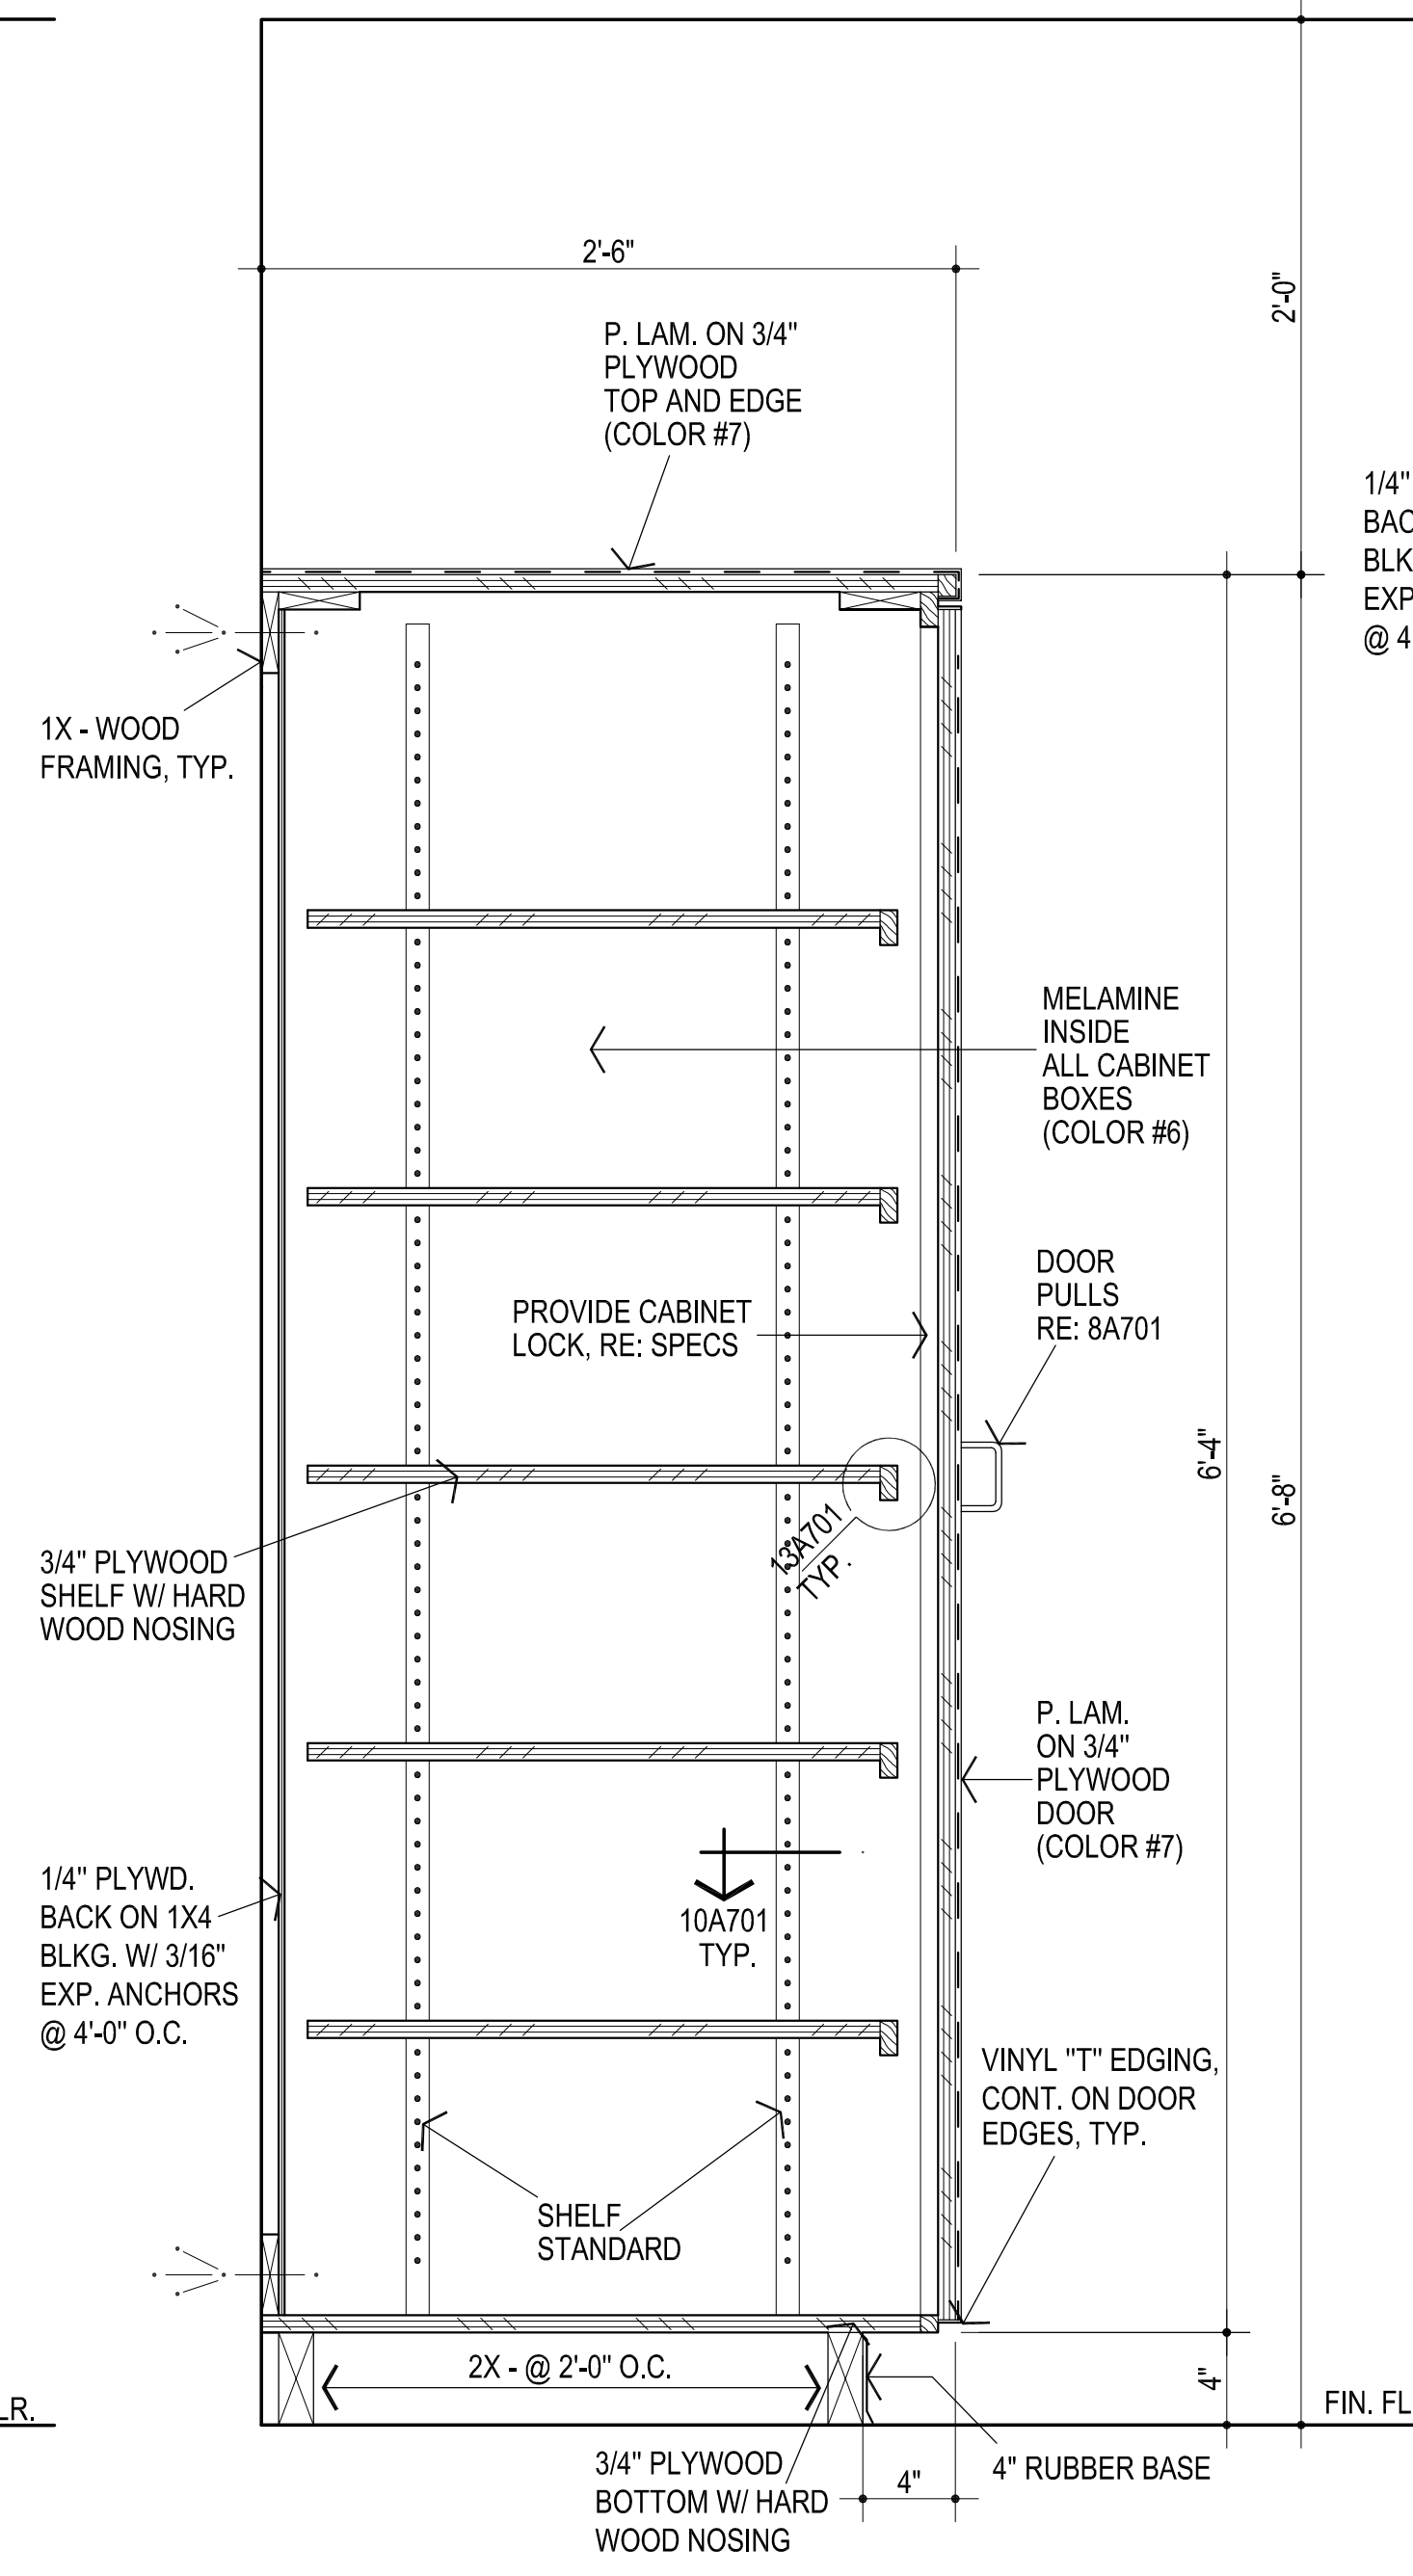 2'-6"
2'-0"
P. LAM. ON 3/4"
PLYWOOD
TOP AND EDGE
(COLOR #7)
1/4"
BLK
@ 4
1X - WOOD
FRAMING, TYP.
MELAMINE
INSIDE
ALL CABINET
BOXES
(COLOR #6)
DOOR
PULLS
RE: 8A701
PROVIDE CABINET
LOCK, RE: SPECS
6'-4"
6'-8"
13A701
TYP.
3/4" PLYWOOD
SHELF W/ HARD
WOOD NOSING
P. LAM.
ON 3/4"
PLYWOOD
DOOR
(COLOR #7)
1/4" PLYWD.
BACK ON 1X4
BLKG. W/ 3/16"
EXP. ANCHORS
@ 4'-0" O.C.
10A701
TYP.
VINYL "T" EDGING,
CONT. ON DOOR
EDGES, TYP.
SHELF
STANDARD
2X - @ 2'-0" O.C.
4"
LR.
FIN. FL
3/4" PLYWOOD
BOTTOM W/ HARD
WOOD NOSING
4"
4" RUBBER BASE